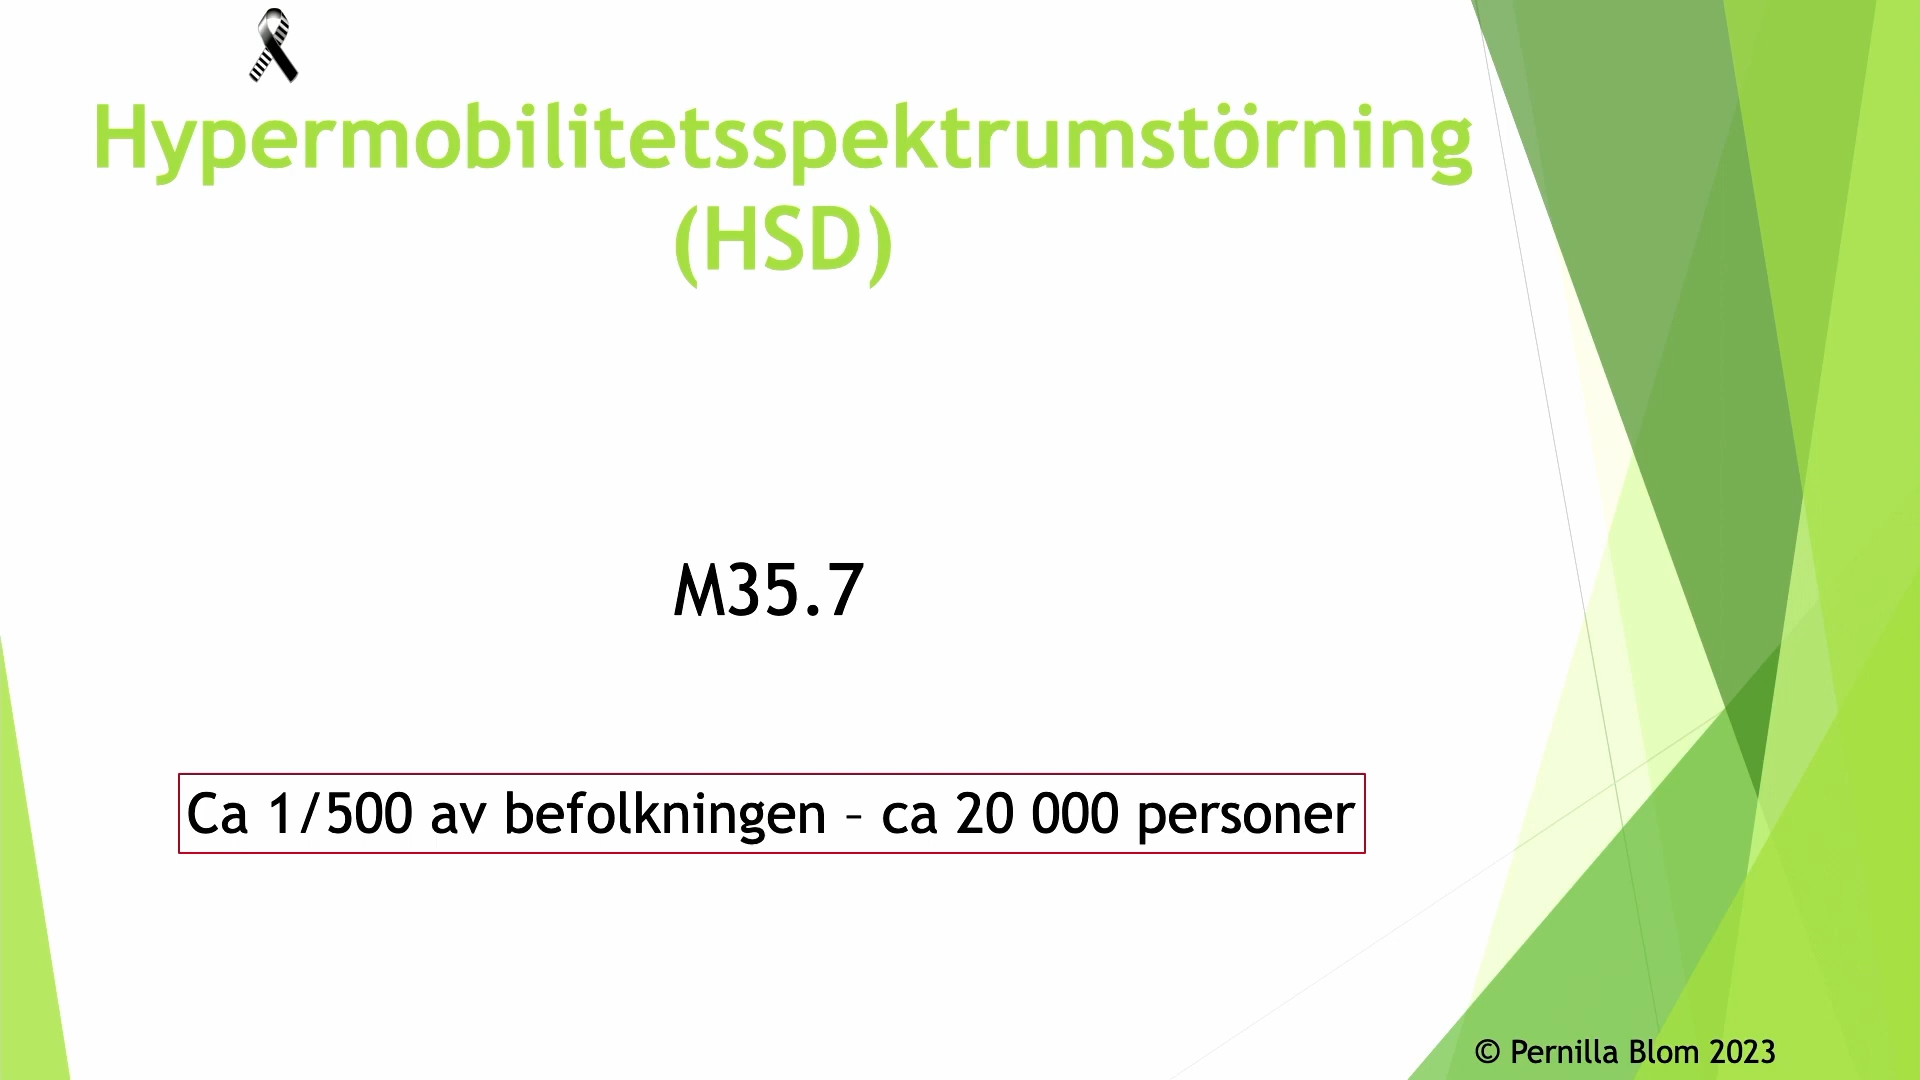 Hypermobilitetsspektrumstörning
(HSD)
M35.7
Ca 1/500 av befolkningen – ca 20 000 personer
© Pernilla Blom 2023